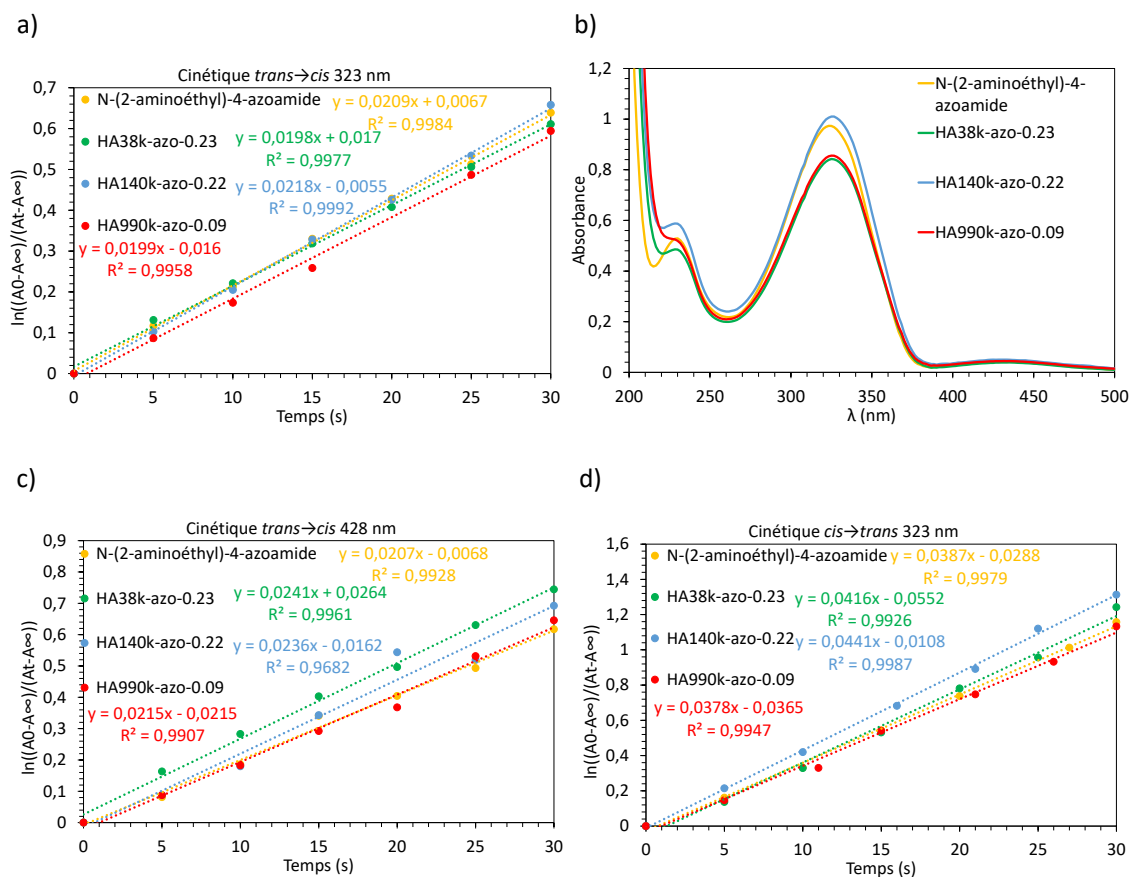 a)
Cinétique trans→cis 323 nm
N-(2-aminoéthyl)-4-azoamide
y = 0,0209x + 0,0067
R² = 0,9984
HA38k-azo-0.23
y = 0,0198x + 0,017
R² = 0,9977
HA140k-azo-0.22
y = 0,0218x - 0,0055
R² = 0,9992
HA990k-azo-0.09
y = 0,0199x - 0,016
R² = 0,9958
ln((A0-A∞)/(At-A∞))
0,7
0,6
0,5
0,4
0,3
0,2
0,1
0
0 5 10 15 20 25 30
Temps (s)
b)
N-(2-aminoéthyl)-4-
azoamide
HA38k-azo-0.23
HA140k-azo-0.22
HA990k-azo-0.09
Absorbance
1,2
1
0,8
0,6
0,4
0,2
0
200 250 300 350 400 450 500
λ (nm)
c)
Cinétique trans→cis 428 nm
N-(2-aminoéthyl)-4-azoamide
y = 0,0207x - 0,0068
R² = 0,9928
HA38k-azo-0.23
y = 0,0241x + 0,0264
R² = 0,9961
HA140k-azo-0.22
y = 0,0236x - 0,0162
R² = 0,9682
HA990k-azo-0.09
y = 0,0215x - 0,0215
R² = 0,9907
ln((A0-A∞)/(At-A∞))
0,9
0,8
0,7
0,6
0,5
0,4
0,3
0,2
0,1
0
0 5 10 15 20 25 30
Temps (s)
d)
Cinétique cis→trans 323 nm
N-(2-aminoéthyl)-4-azoamide
y = 0,0387x - 0,0288
R² = 0,9979
HA38k-azo-0.23
y = 0,0416x - 0,0552
R² = 0,9926
HA140k-azo-0.22
y = 0,0441x - 0,0108
R² = 0,9987
HA990k-azo-0.09
y = 0,0378x - 0,0365
R² = 0,9947
ln((A0-A∞)/(At-A∞))
1,6
1,4
1,2
1
0,8
0,6
0,4
0,2
0
0 5 10 15 20 25 30
Temps (s)